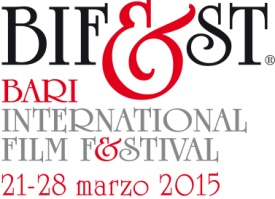 BIF&ST®
BARI
INTERNATIONAL
FILM F&STIVAL
21-28 marzo 2015